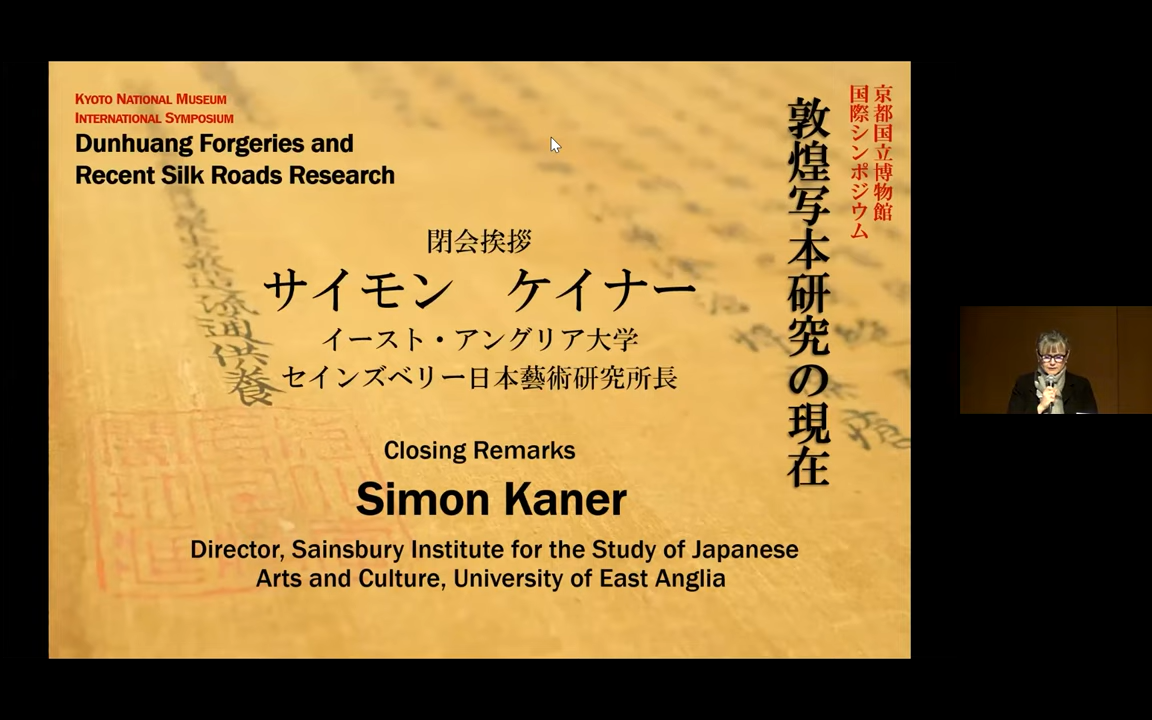 KYOTO NATIONAL MUSEUM
INTERNATIONAL SYMPOSIUM
Dunhuang Forgeries and
Recent Silk Roads Research
京都国立博物館
国際シンポジウム
敦煌写本研究の現在
閉会挨拶
サイモン　ケイナー
イースト・アングリア大学
セインズベリー日本藝術研究所長
Closing Remarks
Simon Kaner
Director, Sainsbury Institute for the Study of Japanese
Arts and Culture, University of East Anglia
流通供養